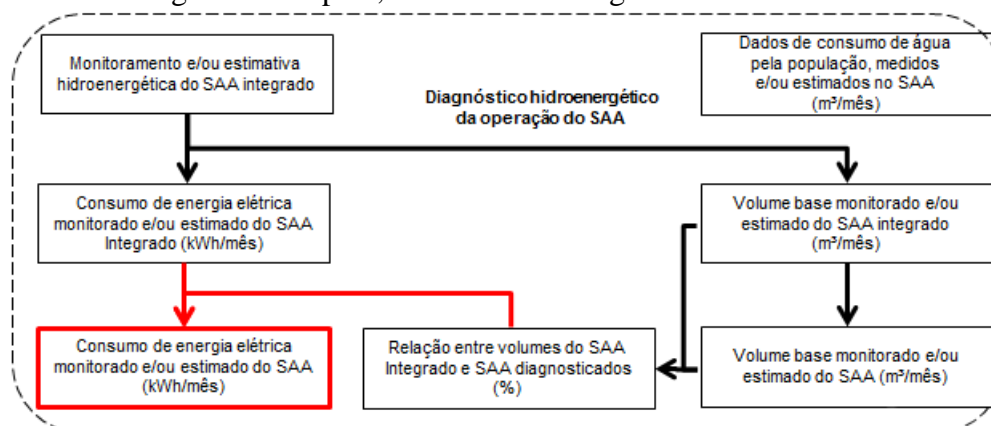 Monitoramento e/ou estimativa
hidroenergética do SAA integrado
Dados de consumo de água
pela população, medidos
e/ou estimados no SAA
(m³/mês)
Diagnóstico hidroenergético
da operação do SAA
Consumo de energia elétrica
monitorado e/ou estimado do SAA
Integrado (kWh/mês)
Volume base monitorado e/ou
estimado do SAA integrado
(m³/mês)
Consumo de energia elétrica
monitorado e/ou estimado do SAA
(kWh/mês)
Relação entre volumes do SAA
Integrado e SAA diagnosticados
(%)
Volume base monitorado e/ou
estimado do SAA (m³/mês)